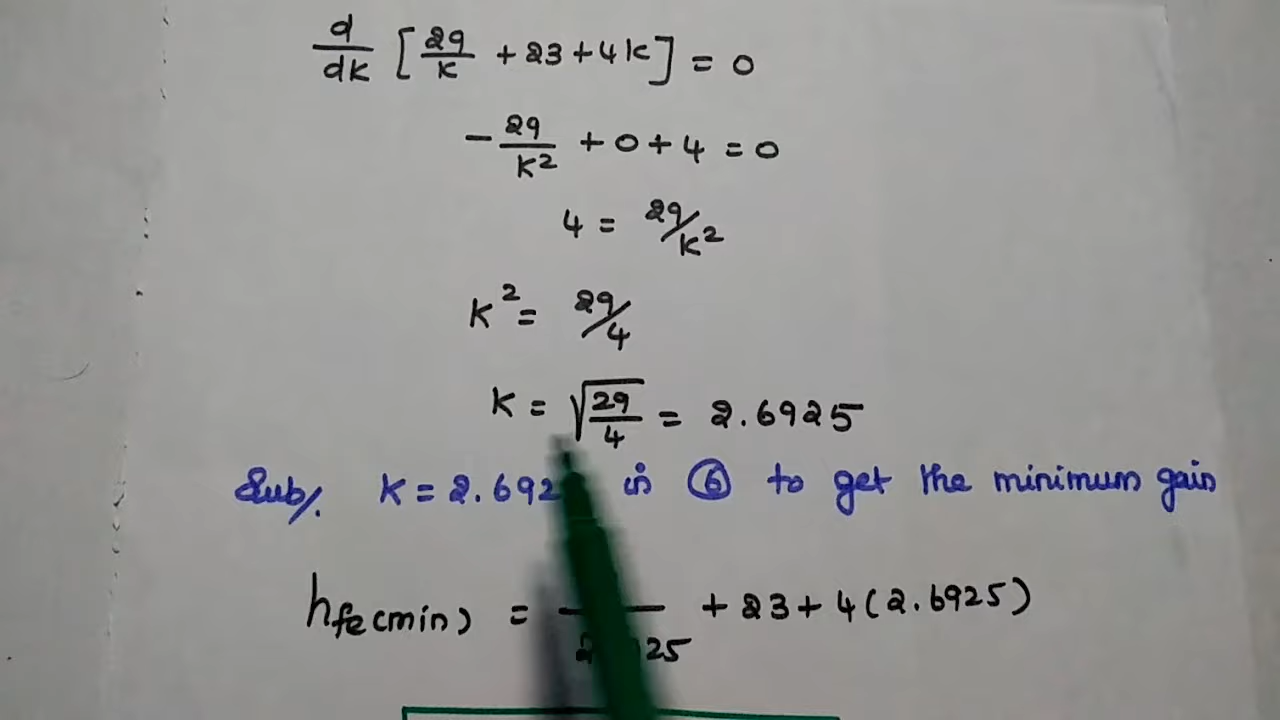 d/dk [29/k + 23 + 4k] = 0
- 29/k² + 0 + 4 = 0
4 = 29/k²
k² = 29/4
k = √(29/4) = 2.6925
Sub/. k = 2.692 in ⑥ to get the minimum gain
hfe(min) = + 23 + 4(2.6925)